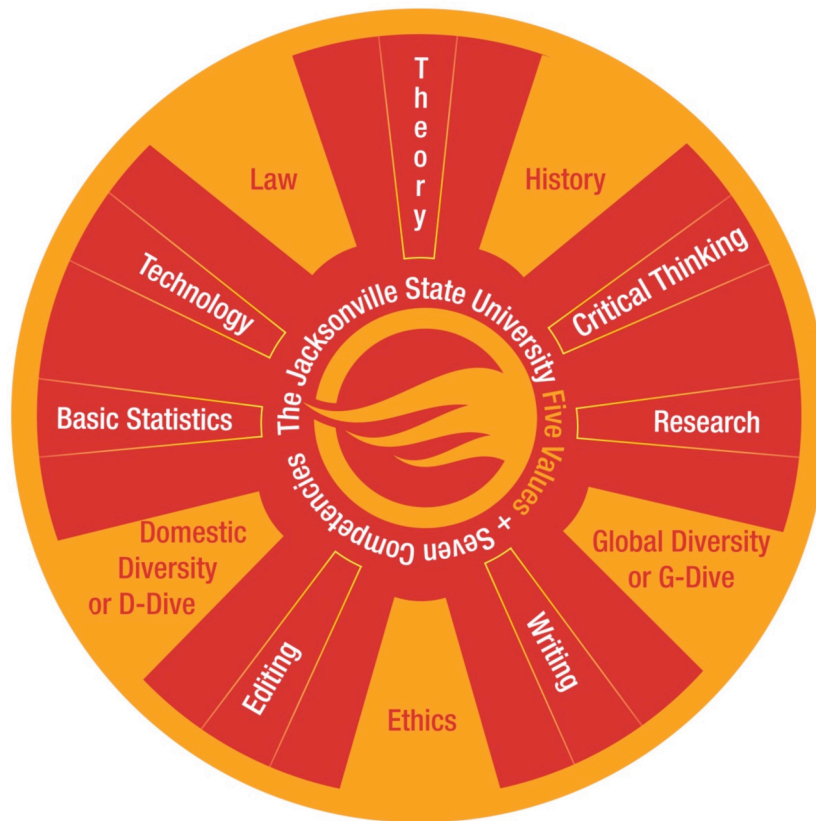 Theory
Law
History
Technology
Critical Thinking
The Jacksonville State University Five Values + Seven Competencies
Basic Statistics
Research
Domestic
Diversity
or D-Dive
Global Diversity
or G-Dive
Editing
Writing
Ethics